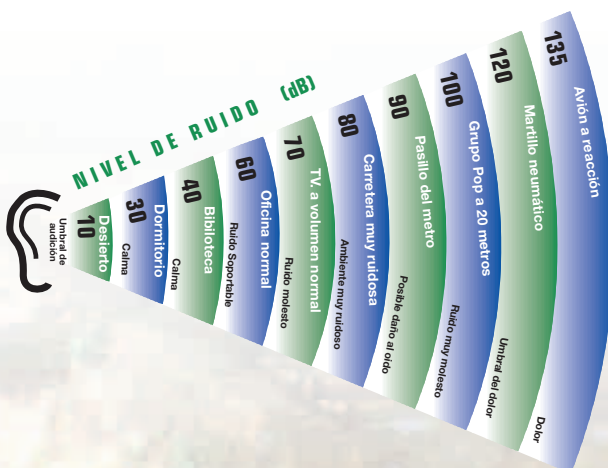 NIVEL DE RUIDO (dB)
Umbral de
audición
10
Desierto
Calma
30
Dormitorio
Calma
40
Bibiloteca
Ruido Soportable
60
Oficina normal
Ruido molesto
70
TV. a volumen normal
Ambiente muy ruidoso
80
Carretera muy ruidosa
Posible daño al oido
90
Pasillo del metro
Ruido muy molesto
100
Grupo Pop a 20 metros
Umbral del dolor
120
Martillo neumático
Dolor
135
Avión a reacción